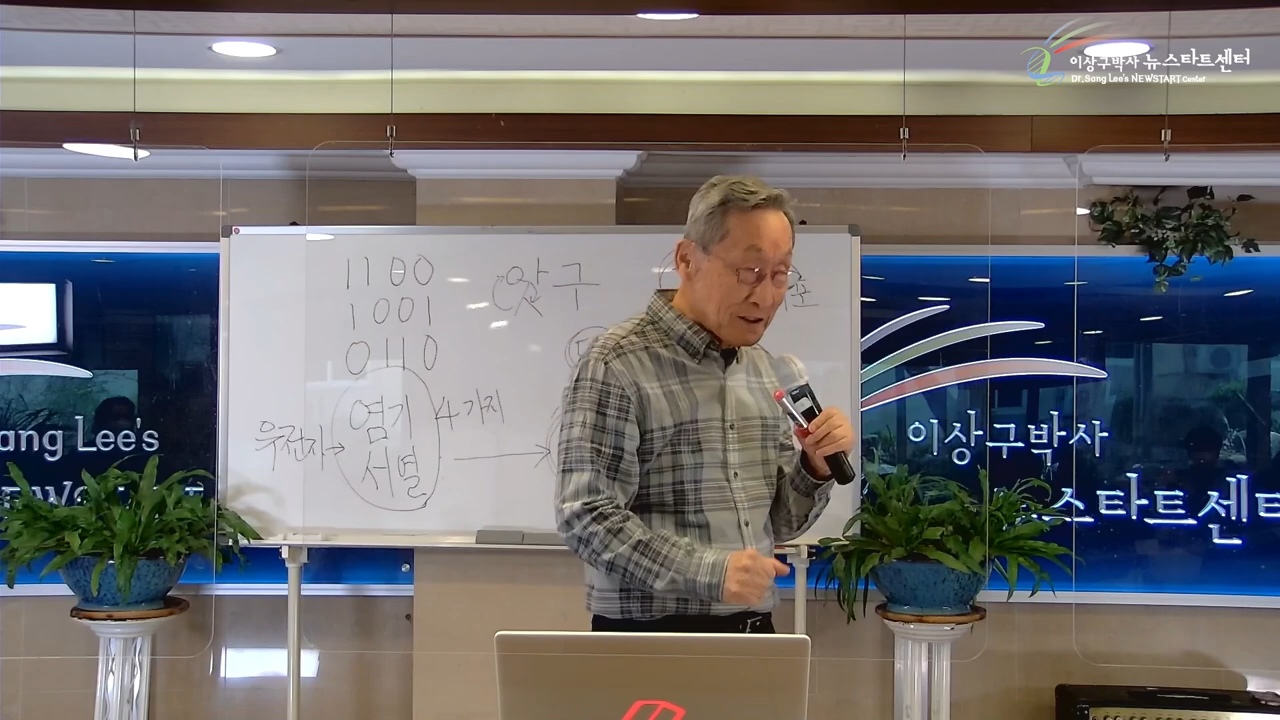 이상구박사 뉴스타트센터
Dr.Sang Lee's NEWSTART Center
1100
1001
0110
염기 4가지
유전자→ 서열
구
ang Lee's
이상구박사
스타트센터